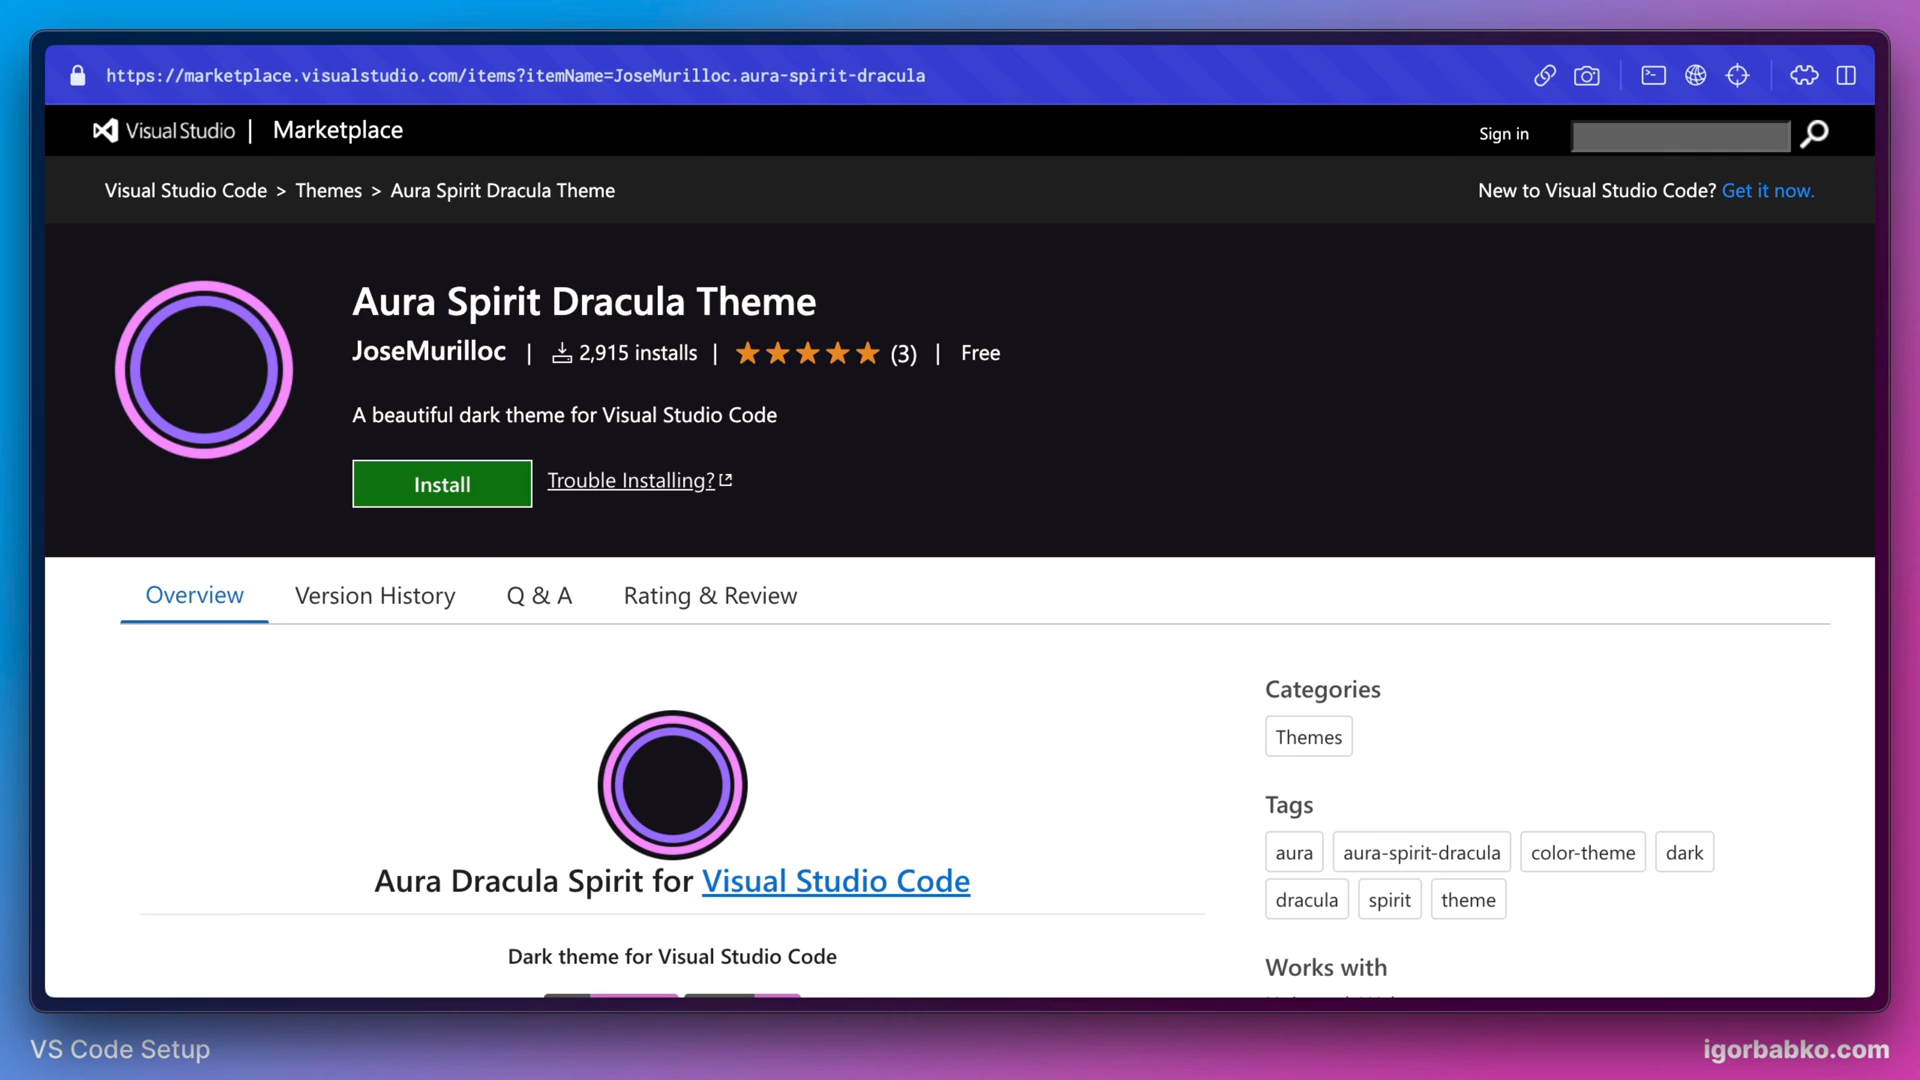 https://marketplace.visualstudio.com/items?itemName=JoseMurilloc.aura-spirit-dracula
Visual Studio | Marketplace
Sign in
Visual Studio Code > Themes > Aura Spirit Dracula Theme
New to Visual Studio Code? Get it now.
Aura Spirit Dracula Theme
JoseMurilloc | 2,915 installs | (3) | Free
A beautiful dark theme for Visual Studio Code
Install
Trouble Installing?
Overview
Version History
Q & A
Rating & Review
Categories
Themes
Tags
aura
aura-spirit-dracula
color-theme
dark
dracula
spirit
theme
Aura Dracula Spirit for Visual Studio Code
Dark theme for Visual Studio Code
Works with
VS Code Setup
igorbabko.com